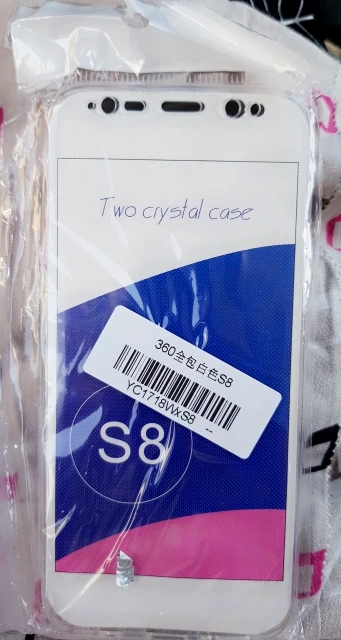 Two crystal case
360全包白色S8
YC1718WxS8 --
S8